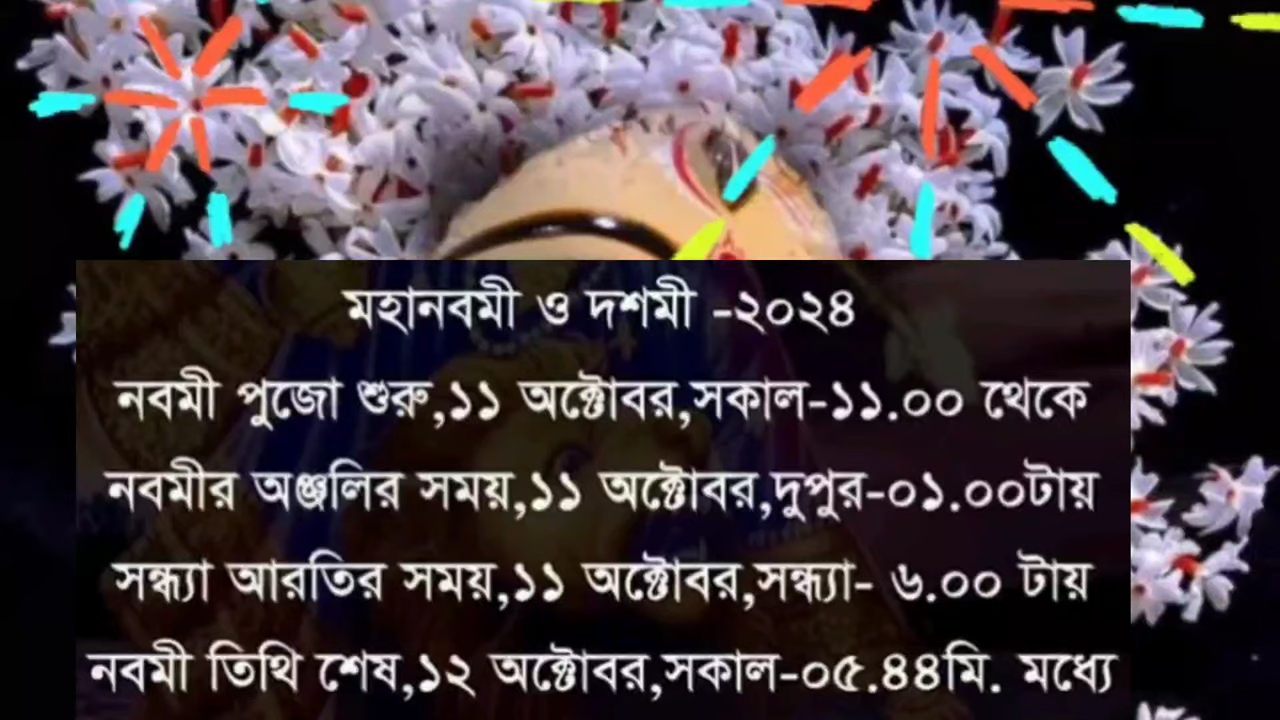 মহানবমী ও দশমী -২০২৪
নবমী পুজো শুরু,১১ অক্টোবর,সকাল-১১.০০ থেকে
নবমীর অঞ্জলির সময়,১১ অক্টোবর,দুপুর-০১.০০টায়
সন্ধ্যা আরতির সময়,১১ অক্টোবর,সন্ধ্যা- ৬.০০ টায়
নবমী তিথি শেষ,১২ অক্টোবর,সকাল-০৫.৪৪মি. মধ্যে